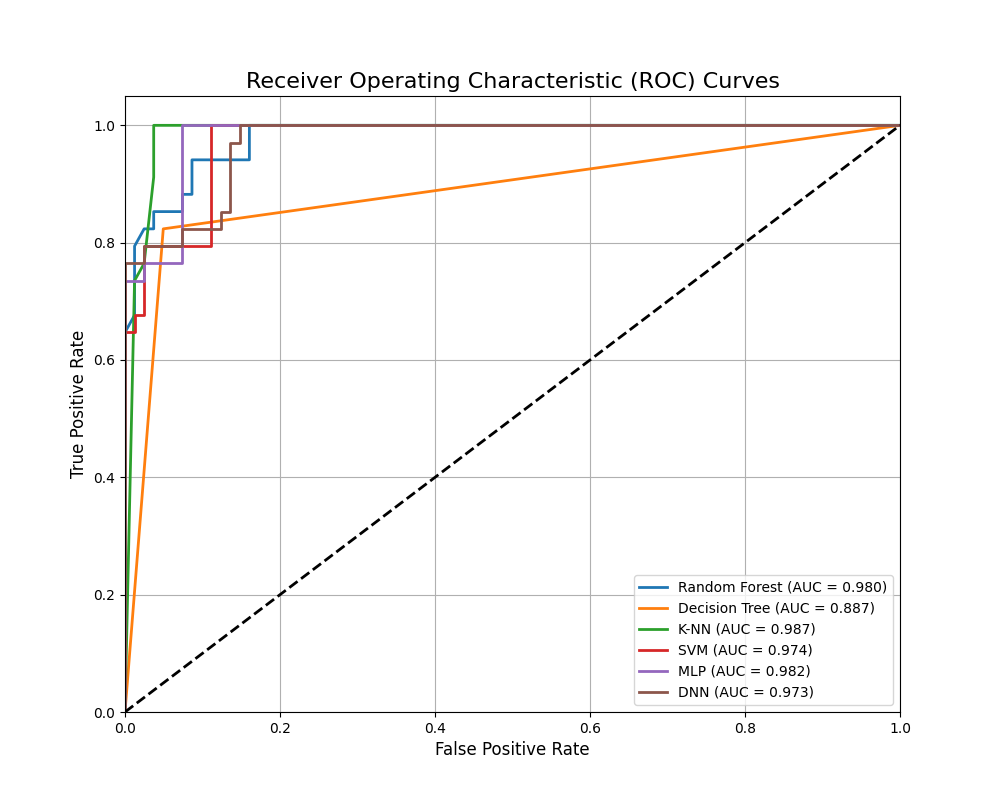 Receiver Operating Characteristic (ROC) Curves
True Positive Rate
1.0
0.8
0.6
0.4
0.2
0.0
Random Forest (AUC = 0.980)
Decision Tree (AUC = 0.887)
K-NN (AUC = 0.987)
SVM (AUC = 0.974)
MLP (AUC = 0.982)
DNN (AUC = 0.973)
0.0 0.2 0.4 0.6 0.8 1.0
False Positive Rate